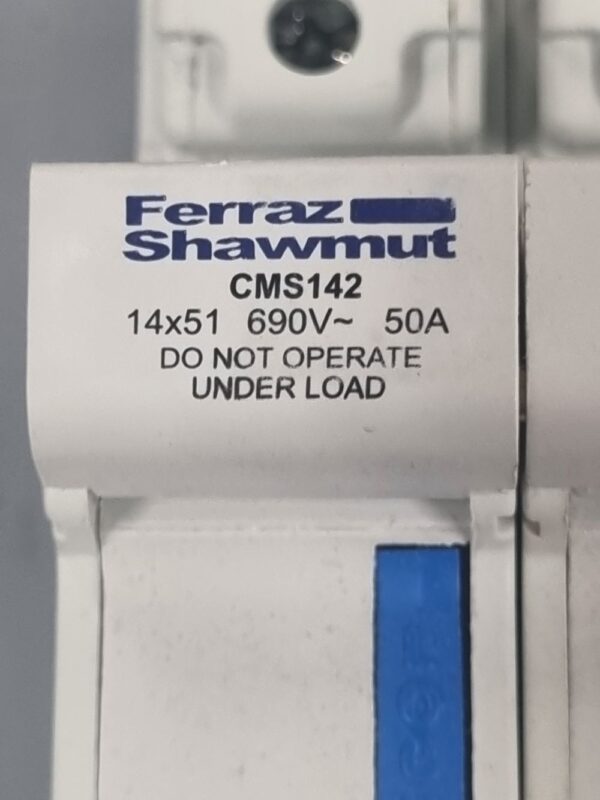 Ferraz
Shawmut
CMS142
14x51 690V~ 50A
DO NOT OPERATE
UNDER LOAD